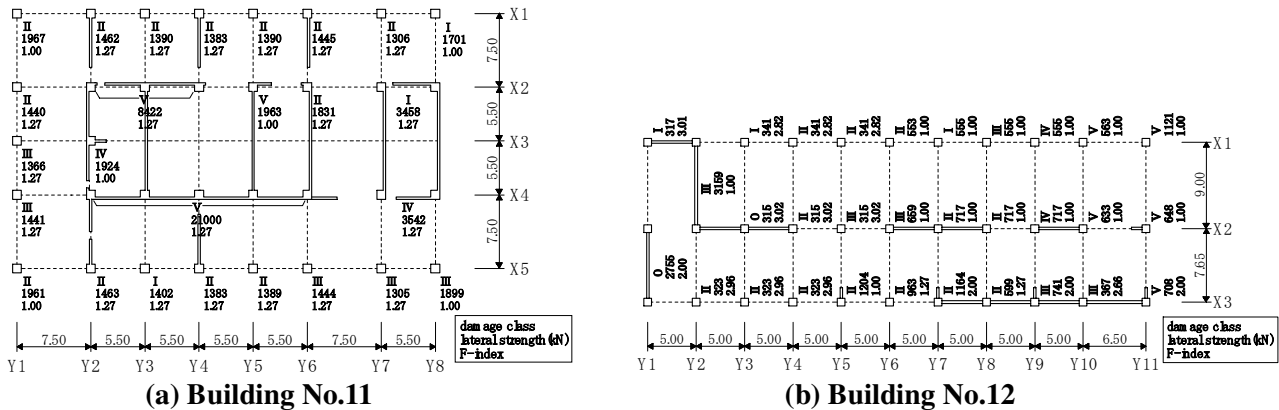 II II II II II II II I X1
1967 1462 1390 1383 1390 1445 1306 1701
1.00 1.27 1.27 1.27 1.27 1.27 1.27 1.00
7.50
X2
II V V II I
1440 8422 1963 1831 3458
1.27 1.27 1.00 1.27 1.27
5.50
X3
III IV
1366 1924
1.27 1.00
5.50
X4
III V IV
1441 21000 3542
1.27 1.27 1.27
7.50
X5
II II I II II III III III
1961 1463 1402 1383 1389 1444 1305 1899
1.00 1.27 1.27 1.27 1.27 1.27 1.27 1.00
7.50 5.50 5.50 5.50 5.50 7.50 5.50
Y1 Y2 Y3 Y4 Y5 Y6 Y7 Y8
damage class
lateral strength (kN)
F-index
(a) Building No.11
I 317 3.01
I 341 2.82
II 341 2.82
II 341 2.82
II 553 1.00
I 555 1.00
III 555 1.00
IV 555 1.00
V 563 1.00
V 1121 1.00
X1
III 3159 1.00
9.00
O 315 3.02
II 315 3.02
III 315 3.02
III 659 1.00
II 717 1.00
II 717 1.00
IV 717 1.00
V 633 1.00
V 648 1.00
X2
O 2755 2.00
7.65
II 323 2.96
II 323 2.96
II 323 2.96
II 1204 1.00
II 963 1.27
II 1164 2.00
II 599 1.27
III 741 2.00
III 367 2.66
V 708 2.00
X3
5.00 5.00 5.00 5.00 5.00 5.00 5.00 5.00 5.00 6.50
Y1 Y2 Y3 Y4 Y5 Y6 Y7 Y8 Y9 Y10 Y11
damage class
lateral strength (kN)
F-index
(b) Building No.12